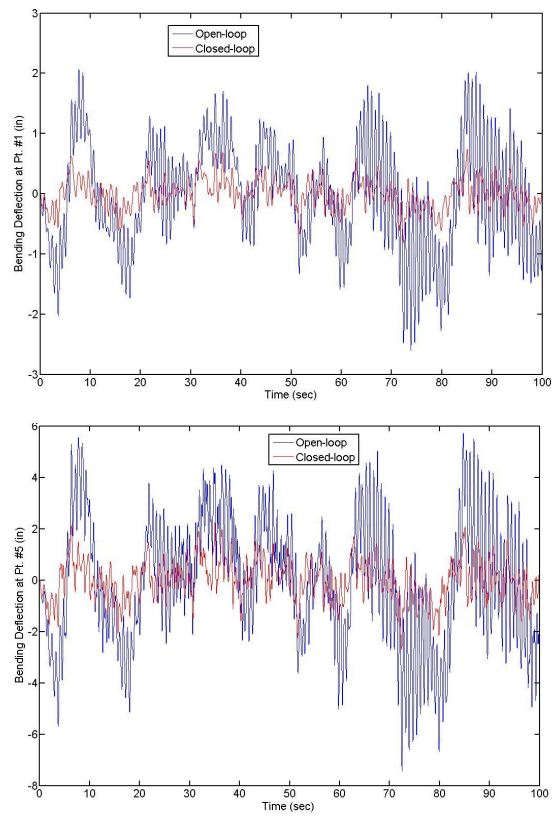 3
2
1
0
-1
-2
-3
Bending Deflection at Pt. #1 (in)
Open-loop
Closed-loop
0 10 20 30 40 50 60 70 80 90 100
Time (sec)
6
4
2
0
-2
-4
-6
-8
Bending Deflection at Pt. #5 (in)
Open-loop
Closed-loop
0 10 20 30 40 50 60 70 80 90 100
Time (sec)